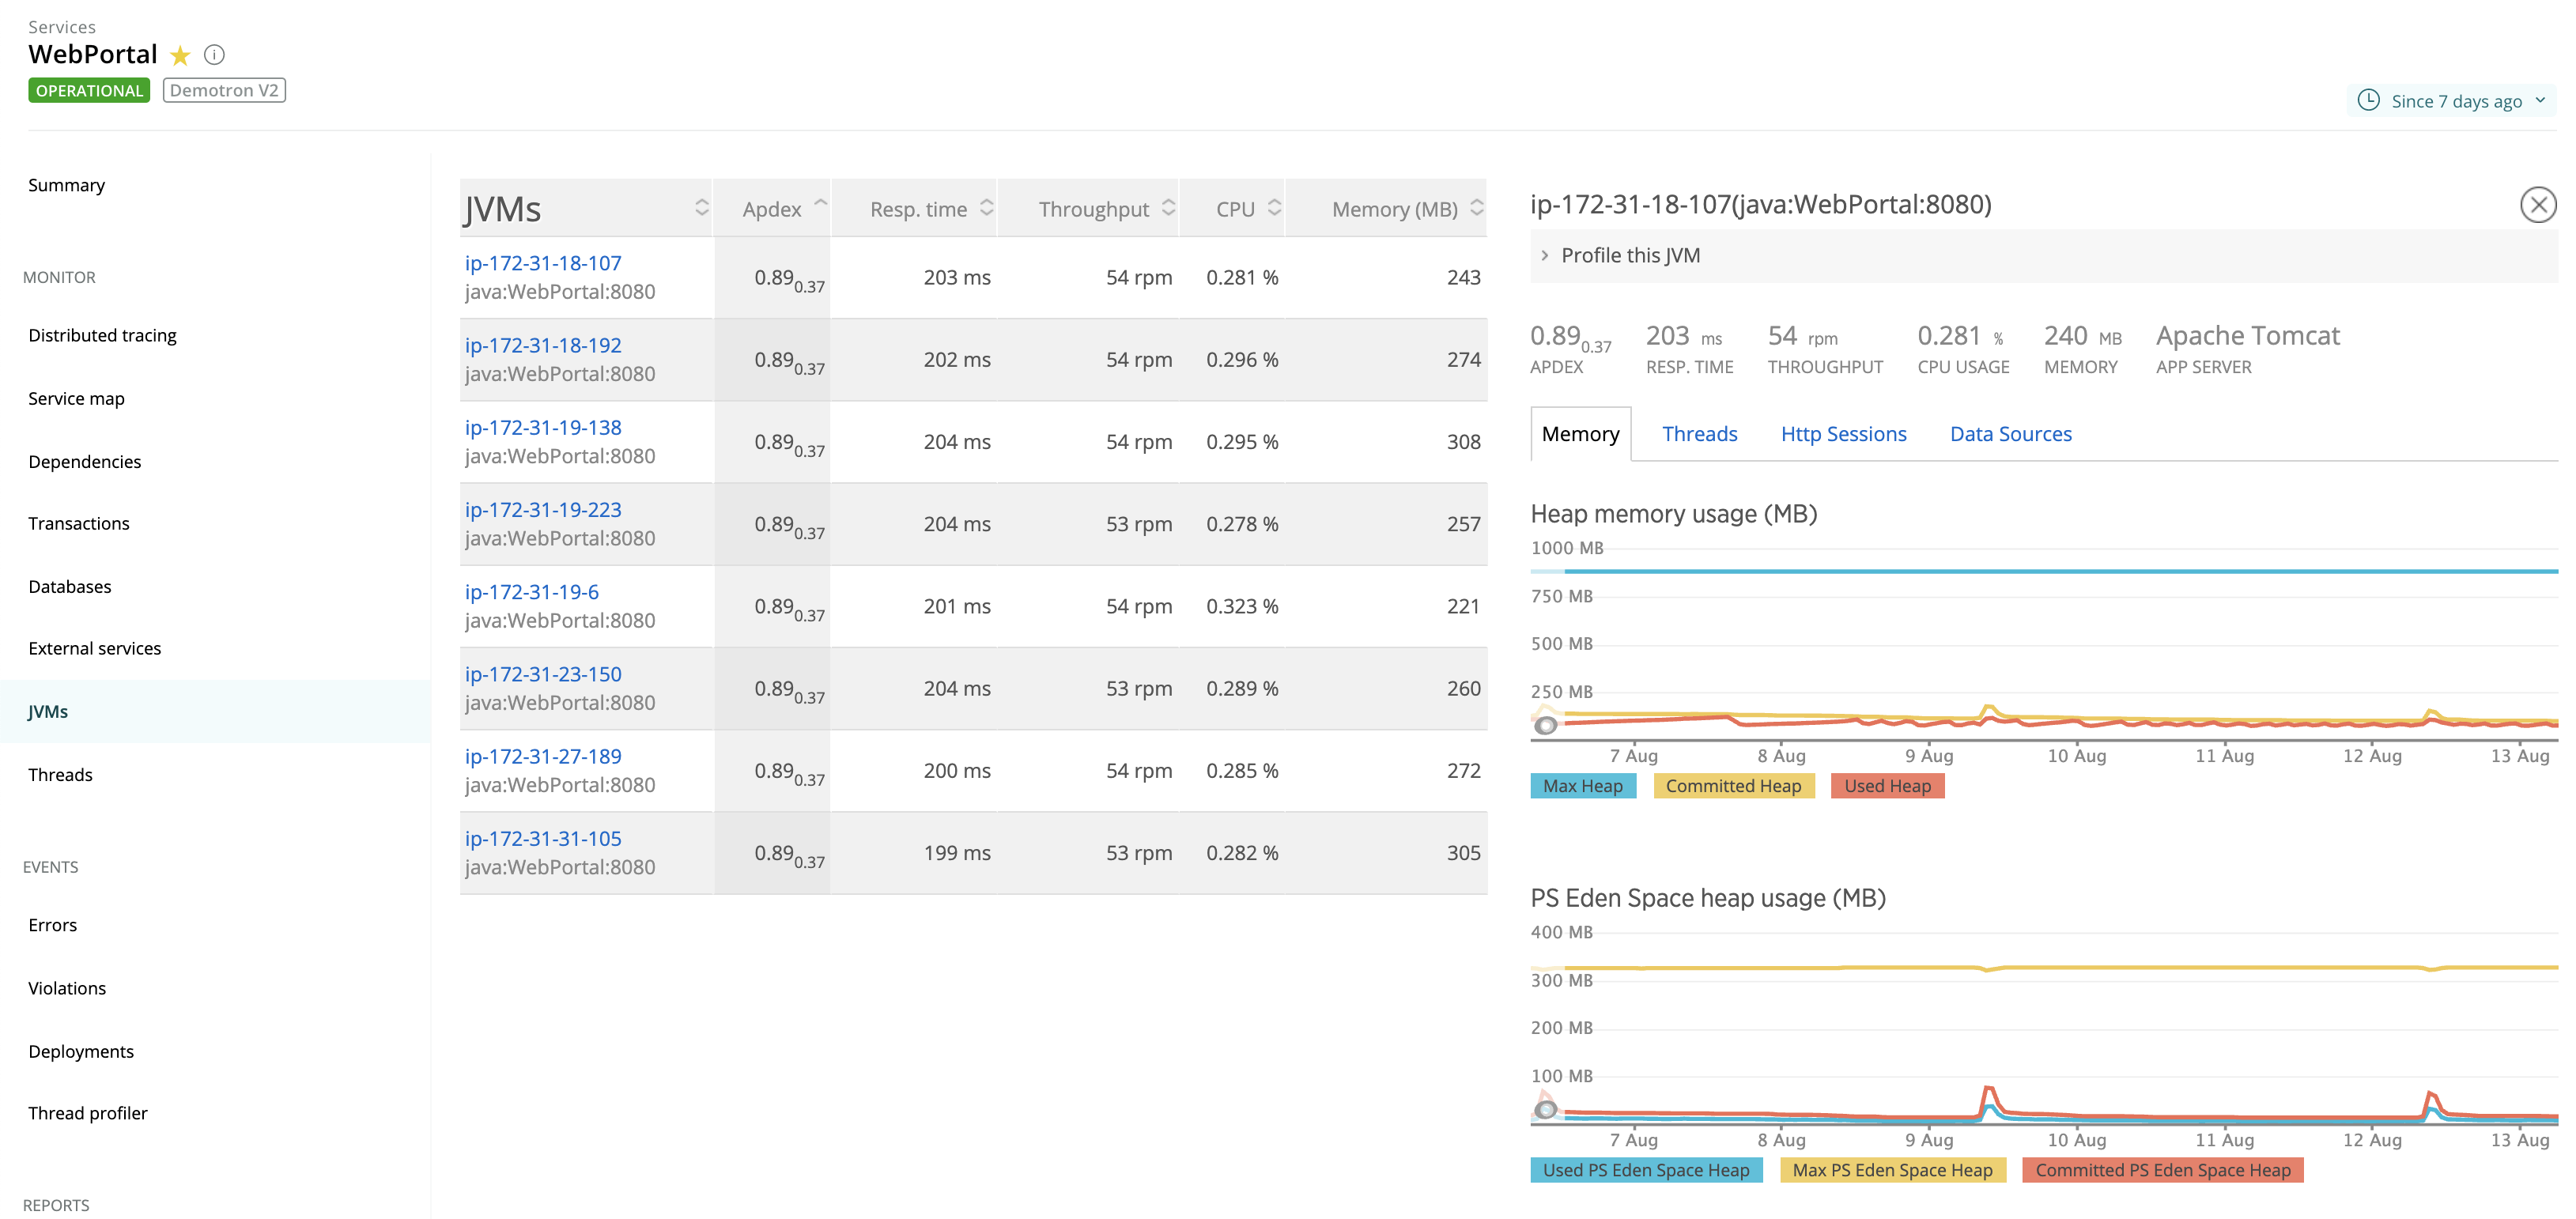 Services
WebPortal
OPERATIONAL Demotron V2
Since 7 days ago
Summary
MONITOR
Distributed tracing
Service map
Dependencies
Transactions
Databases
External services
JVMs
Threads
EVENTS
Errors
Violations
Deployments
Thread profiler
REPORTS
JVMs Apdex Resp. time Throughput CPU Memory (MB)
ip-172-31-18-107
java:WebPortal:8080
0.89 0.37 203 ms 54 rpm 0.281 % 243
ip-172-31-18-192
java:WebPortal:8080
0.89 0.37 202 ms 54 rpm 0.296 % 274
ip-172-31-19-138
java:WebPortal:8080
0.89 0.37 204 ms 54 rpm 0.295 % 308
ip-172-31-19-223
java:WebPortal:8080
0.89 0.37 204 ms 53 rpm 0.278 % 257
ip-172-31-19-6
java:WebPortal:8080
0.89 0.37 201 ms 54 rpm 0.323 % 221
ip-172-31-23-150
java:WebPortal:8080
0.89 0.37 204 ms 53 rpm 0.289 % 260
ip-172-31-27-189
java:WebPortal:8080
0.89 0.37 200 ms 54 rpm 0.285 % 272
ip-172-31-31-105
java:WebPortal:8080
0.89 0.37 199 ms 53 rpm 0.282 % 305
ip-172-31-18-107(java:WebPortal:8080)
Profile this JVM
0.89 0.37 203 ms 54 rpm 0.281 % 240 MB Apache Tomcat
APDEX RESP. TIME THROUGHPUT CPU USAGE MEMORY APP SERVER
Memory Threads Http Sessions Data Sources
Heap memory usage (MB)
1000 MB
750 MB
500 MB
250 MB
7 Aug 8 Aug 9 Aug 10 Aug 11 Aug 12 Aug 13 Aug
Max Heap Committed Heap Used Heap
PS Eden Space heap usage (MB)
400 MB
300 MB
200 MB
100 MB
7 Aug 8 Aug 9 Aug 10 Aug 11 Aug 12 Aug 13 Aug
Used PS Eden Space Heap Max PS Eden Space Heap Committed PS Eden Space Heap